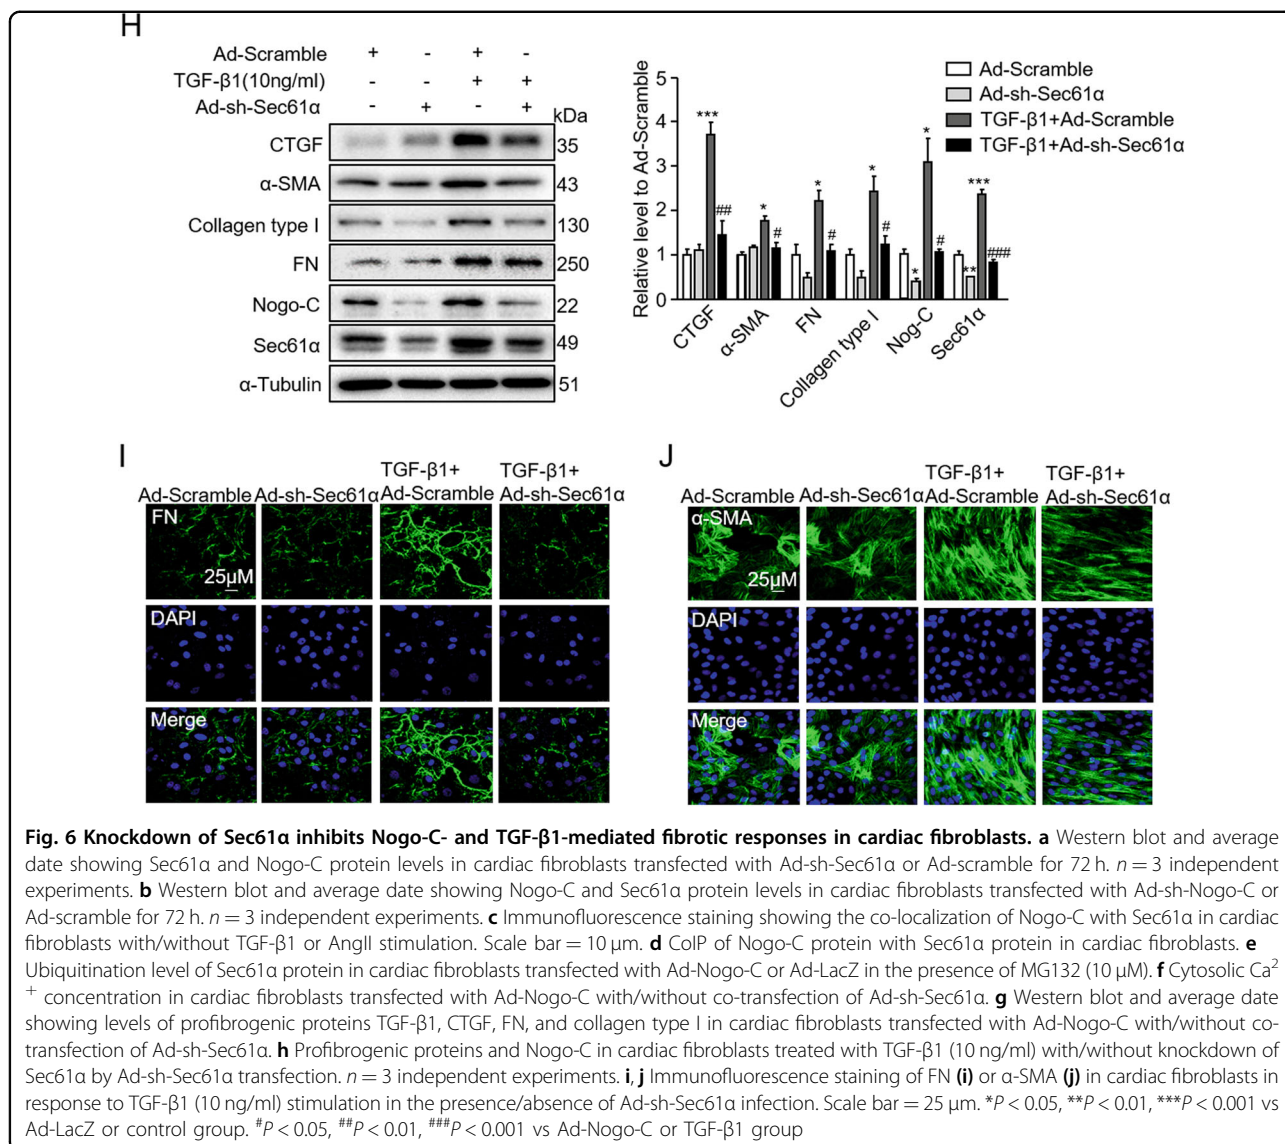 H
Ad-Scramble + - + -
TGF-β1(10ng/ml) - - + +
Ad-sh-Sec61α - + - +
kDa
CTGF 35
α-SMA 43
Collagen type I 130
FN 250
Nogo-C 22
Sec61α 49
α-Tubulin 51
Relative level to Ad-Scramble
5
4
3
2
1
0
Ad-Scramble
Ad-sh-Sec61α
TGF-β1+Ad-Scramble
TGF-β1+Ad-sh-Sec61α
*** ## * # * # * # * * # ** *** ###
CTGF α-SMA FN Collagen type I Nog-C Sec61α
I
Ad-Scramble Ad-sh-Sec61α TGF-β1+ TGF-β1+
Ad-Scramble Ad-sh-Sec61α
FN
25µM
DAPI
Merge
J
Ad-Scramble Ad-sh-Sec61α TGF-β1+ TGF-β1+
Ad-Scramble Ad-sh-Sec61α
α-SMA
25µM
DAPI
Merge
Fig. 6 Knockdown of Sec61α inhibits Nogo-C- and TGF-β1-mediated fibrotic responses in cardiac fibroblasts. a Western blot and average
date showing Sec61α and Nogo-C protein levels in cardiac fibroblasts transfected with Ad-sh-Sec61α or Ad-scramble for 72 h. n = 3 independent
experiments. b Western blot and average date showing Nogo-C and Sec61α protein levels in cardiac fibroblasts transfected with Ad-sh-Nogo-C or
Ad-scramble for 72 h. n = 3 independent experiments. c Immunofluorescence staining showing the co-localization of Nogo-C with Sec61α in cardiac
fibroblasts with/without TGF-β1 or AngII stimulation. Scale bar = 10 µm. d CoIP of Nogo-C protein with Sec61α protein in cardiac fibroblasts. e
Ubiquitination level of Sec61α protein in cardiac fibroblasts transfected with Ad-Nogo-C or Ad-LacZ in the presence of MG132 (10 µM). f Cytosolic Ca2
+ concentration in cardiac fibroblasts transfected with Ad-Nogo-C with/without co-transfection of Ad-sh-Sec61α. g Western blot and average date
showing levels of profibrogenic proteins TGF-β1, CTGF, FN, and collagen type I in cardiac fibroblasts transfected with Ad-Nogo-C with/without co-
transfection of Ad-sh-Sec61α. h Profibrogenic proteins and Nogo-C in cardiac fibroblasts treated with TGF-β1 (10 ng/ml) with/without knockdown of
Sec61α by Ad-sh-Sec61α transfection. n = 3 independent experiments. i, j Immunofluorescence staining of FN (i) or α-SMA (j) in cardiac fibroblasts in
response to TGF-β1 (10 ng/ml) stimulation in the presence/absence of Ad-sh-Sec61α infection. Scale bar = 25 µm. *P < 0.05, **P < 0.01, ***P < 0.001 vs
Ad-LacZ or control group. #P < 0.05, ##P < 0.01, ###P < 0.001 vs Ad-Nogo-C or TGF-β1 group